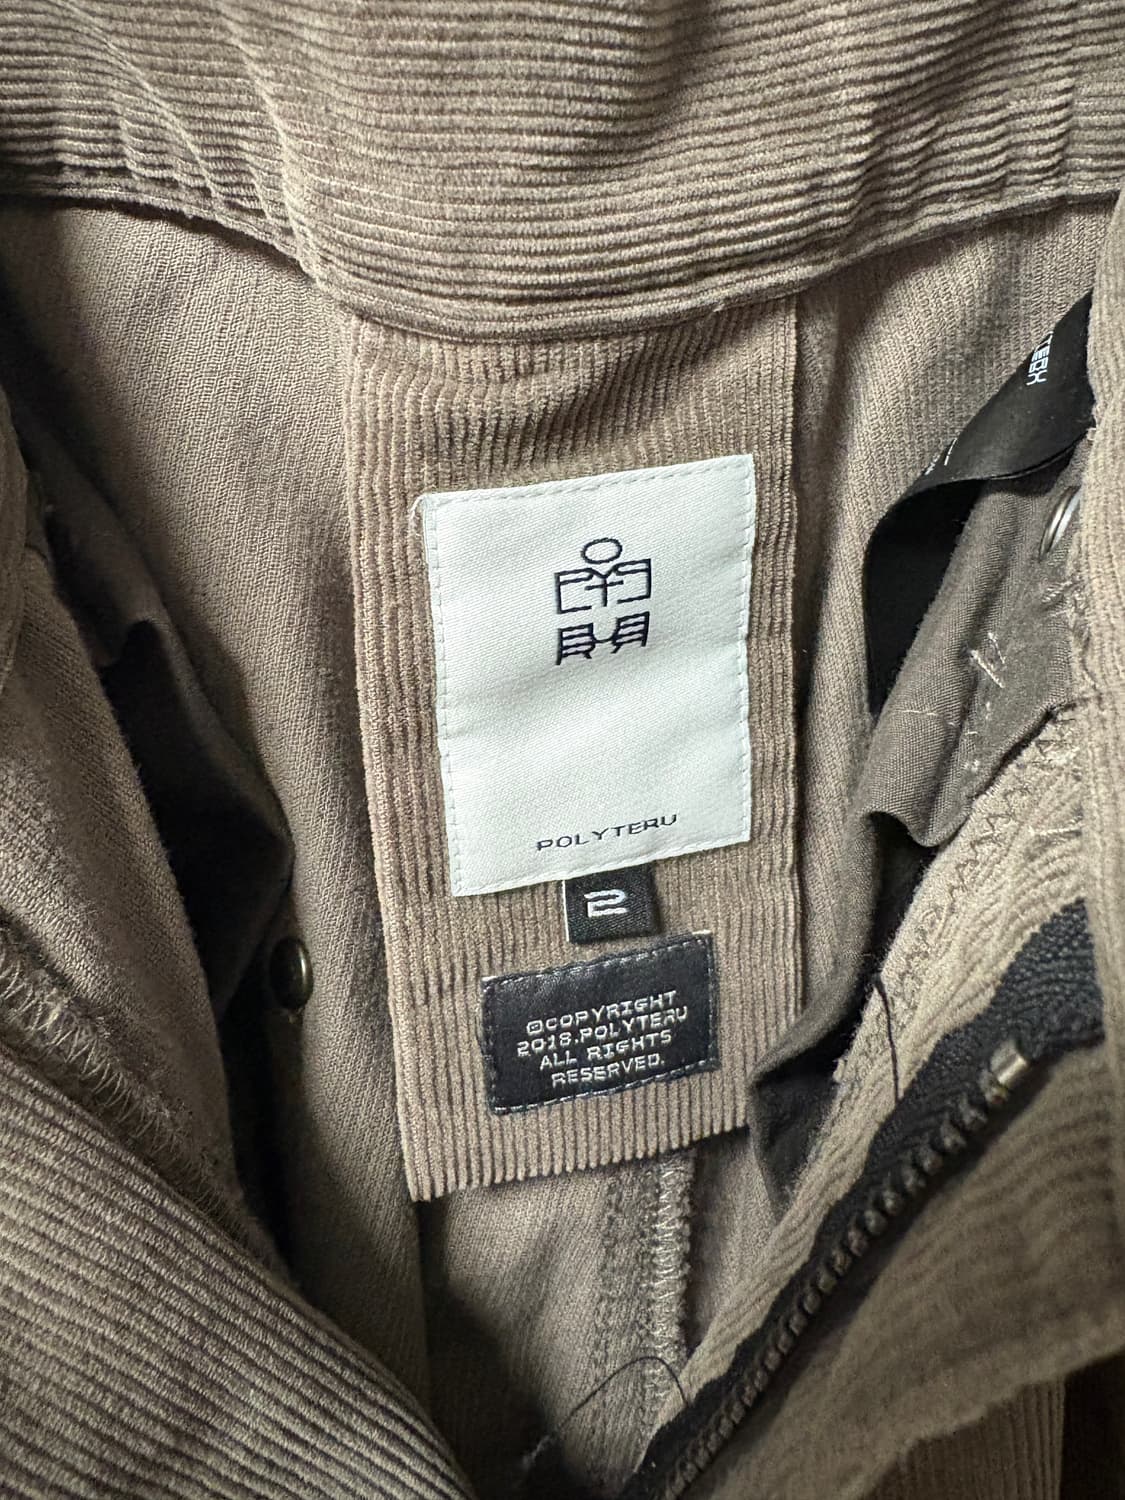 POLYTERU
2
©COPYRIGHT
2018.POLYTERU
ALL RIGHTS
RESERVED.